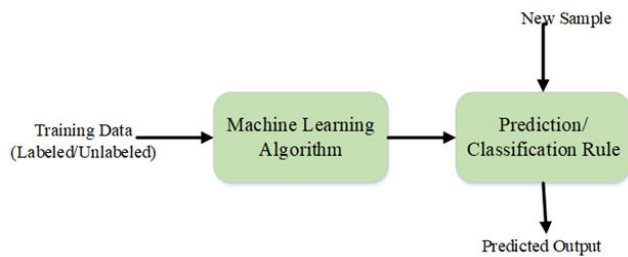 New Sample
Training Data
(Labeled/Unlabeled)
Machine Learning
Algorithm
Prediction/
Classification Rule
Predicted Output